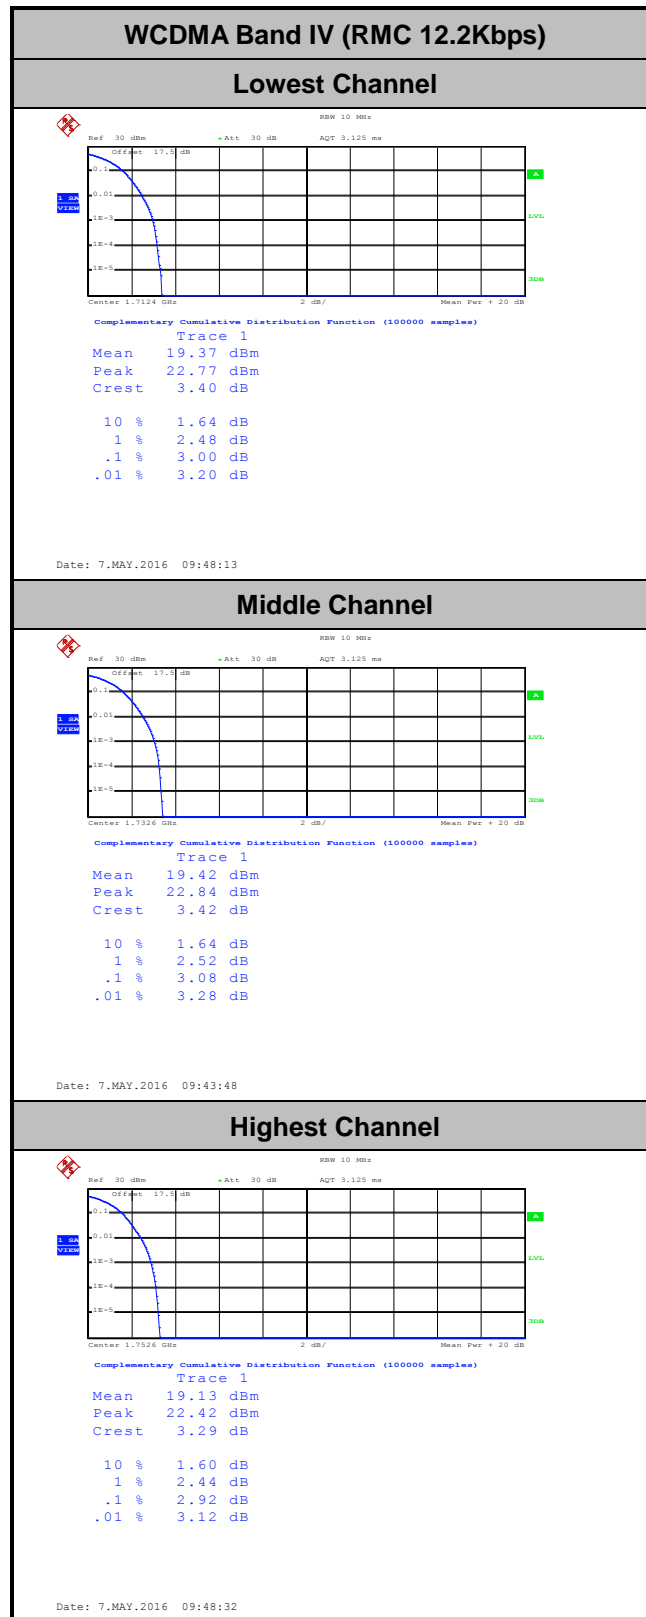 WCDMA Band IV (RMC 12.2Kbps)
Lowest Channel
RBW 10 MHz
Ref 30 dBm *Att 30 dB AQT 3.125 ms
Offset 17.5 dB
0.1
A
0.01
1 SA
VIEW
1E-3
LVL
1E-4
1E-5
3DB
Center 1.7124 GHz 2 dB/ Mean Pwr + 20 dB
Complementary Cumulative Distribution Function (100000 samples)
Trace 1
Mean 19.37 dBm
Peak 22.77 dBm
Crest 3.40 dB
10 % 1.64 dB
1 % 2.48 dB
.1 % 3.00 dB
.01 % 3.20 dB
Date: 7.MAY.2016 09:48:13
Middle Channel
RBW 10 MHz
Ref 30 dBm *Att 30 dB AQT 3.125 ms
Offset 17.5 dB
0.1
A
0.01
1 SA
VIEW
1E-3
LVL
1E-4
1E-5
3DB
Center 1.7326 GHz 2 dB/ Mean Pwr + 20 dB
Complementary Cumulative Distribution Function (100000 samples)
Trace 1
Mean 19.42 dBm
Peak 22.84 dBm
Crest 3.42 dB
10 % 1.64 dB
1 % 2.52 dB
.1 % 3.08 dB
.01 % 3.28 dB
Date: 7.MAY.2016 09:43:48
Highest Channel
RBW 10 MHz
Ref 30 dBm *Att 30 dB AQT 3.125 ms
Offset 17.5 dB
0.1
A
0.01
1 SA
VIEW
1E-3
LVL
1E-4
1E-5
3DB
Center 1.7526 GHz 2 dB/ Mean Pwr + 20 dB
Complementary Cumulative Distribution Function (100000 samples)
Trace 1
Mean 19.13 dBm
Peak 22.42 dBm
Crest 3.29 dB
10 % 1.60 dB
1 % 2.44 dB
.1 % 2.92 dB
.01 % 3.12 dB
Date: 7.MAY.2016 09:48:32